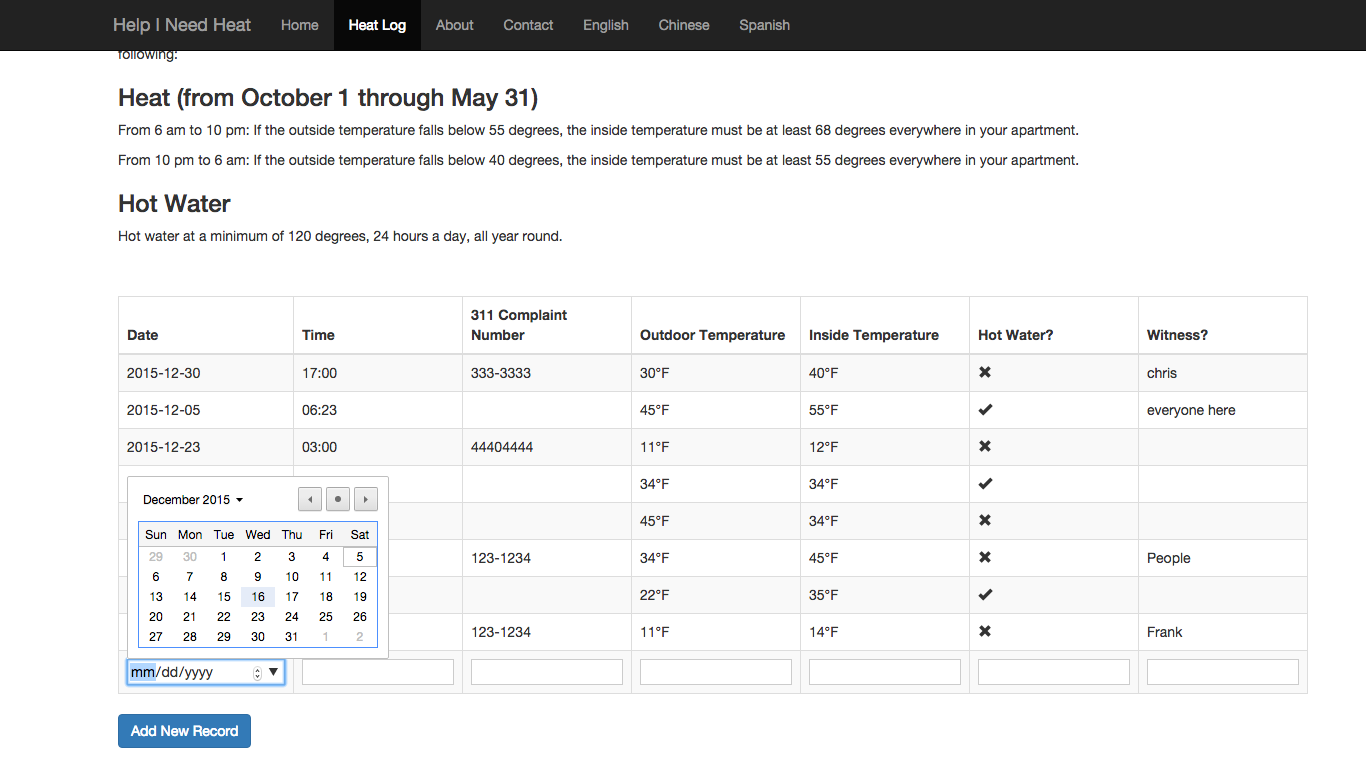 Help I Need Heat Home Heat Log About Contact English Chinese Spanish
following:
Heat (from October 1 through May 31)
From 6 am to 10 pm: If the outside temperature falls below 55 degrees, the inside temperature must be at least 68 degrees everywhere in your apartment.
From 10 pm to 6 am: If the outside temperature falls below 40 degrees, the inside temperature must be at least 55 degrees everywhere in your apartment.
Hot Water
Hot water at a minimum of 120 degrees, 24 hours a day, all year round.
Date Time 311 Complaint Number Outdoor Temperature Inside Temperature Hot Water? Witness?
2015-12-30 17:00 333-3333 30°F 40°F ✖ chris
2015-12-05 06:23 45°F 55°F ✔ everyone here
2015-12-23 03:00 44404444 11°F 12°F ✖
34°F 34°F ✔
45°F 34°F ✖
123-1234 34°F 45°F ✖ People
22°F 35°F ✔
123-1234 11°F 14°F ✖ Frank
December 2015
Sun Mon Tue Wed Thu Fri Sat
29 30 1 2 3 4 5
6 7 8 9 10 11 12
13 14 15 16 17 18 19
20 21 22 23 24 25 26
27 28 29 30 31 1 2
mm/dd/yyyy
Add New Record